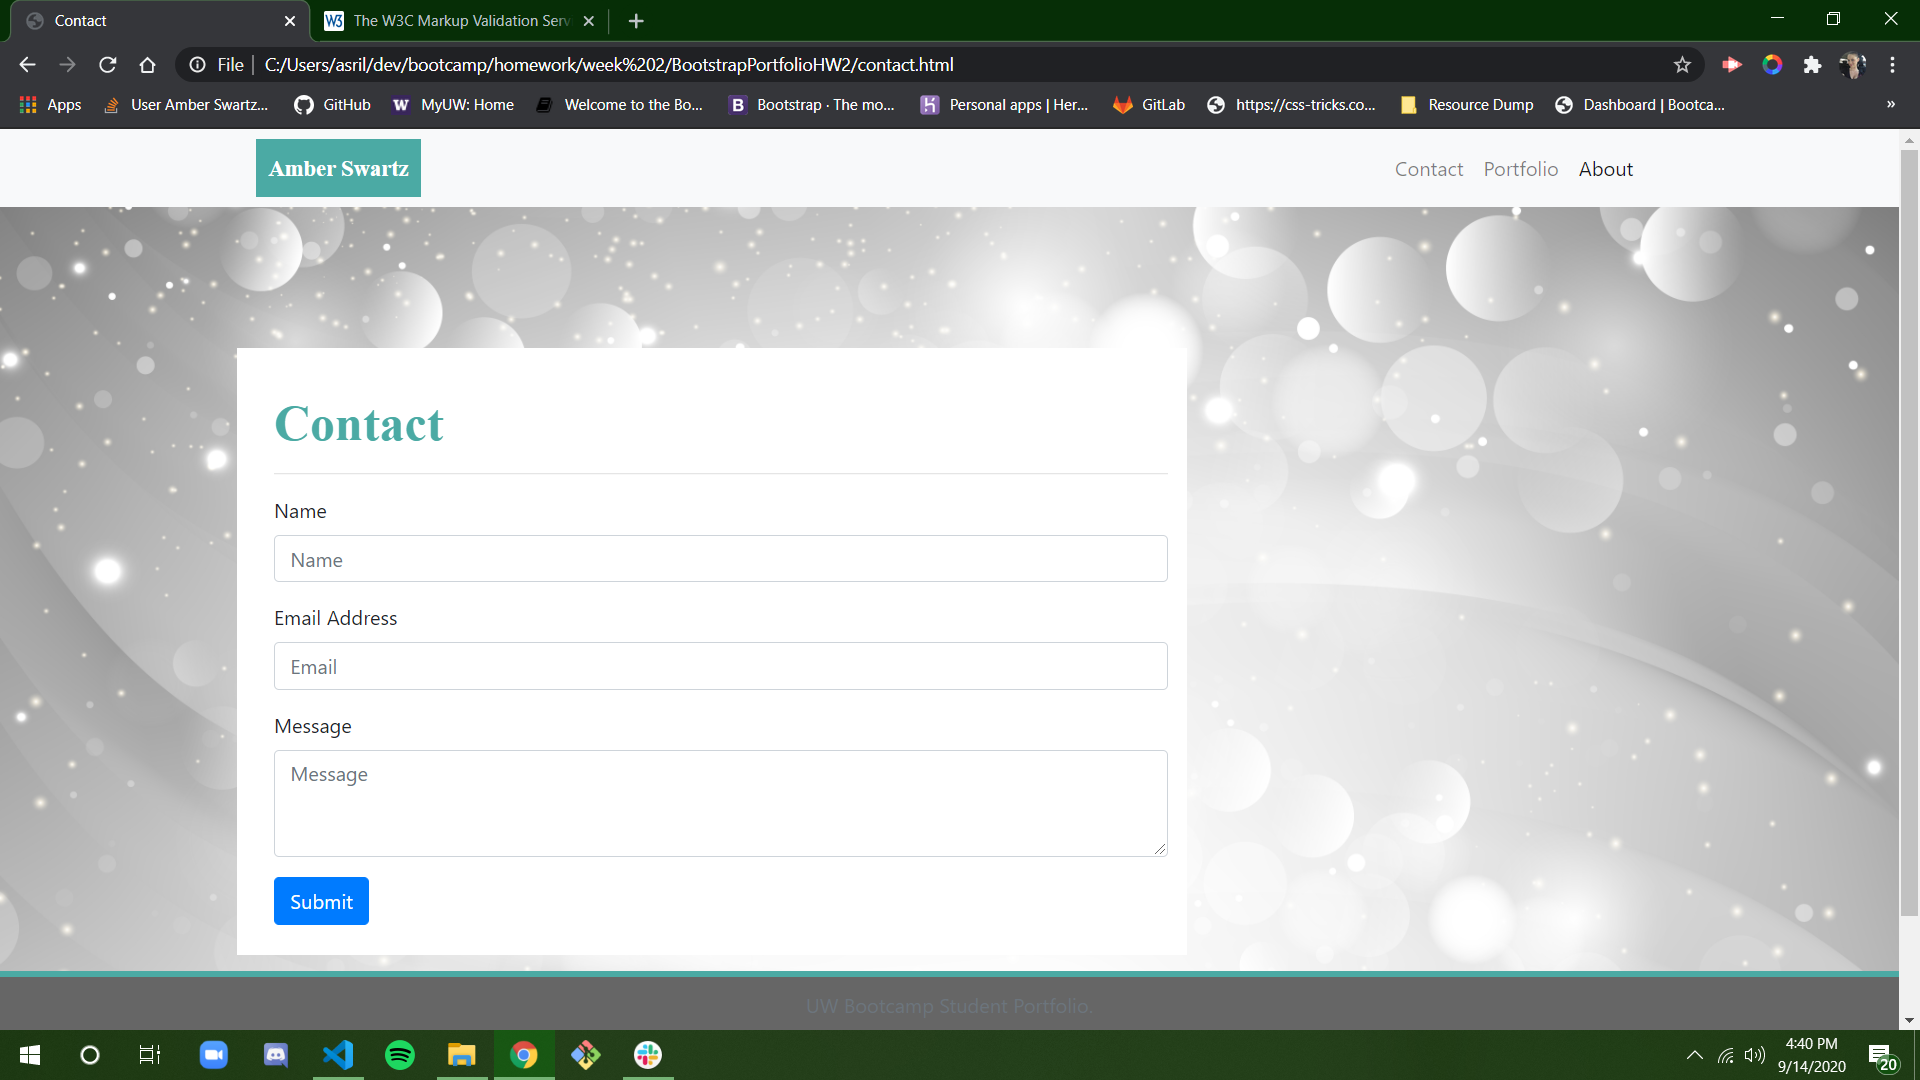 Contact
The W3C Markup Validation Serv
File C:/Users/asril/dev/bootcamp/homework/week%202/BootstrapPortfolioHW2/contact.html
Apps User Amber Swartz... GitHub MyUW: Home Welcome to the Bo... Bootstrap · The mo... Personal apps | Her... GitLab https://css-tricks.co... Resource Dump Dashboard | Bootca... »
Amber Swartz
Contact Portfolio About
Contact
Name
Name
Email Address
Email
Message
Message
Submit
UW Bootcamp Student Portfolio.
4:40 PM
9/14/2020
20